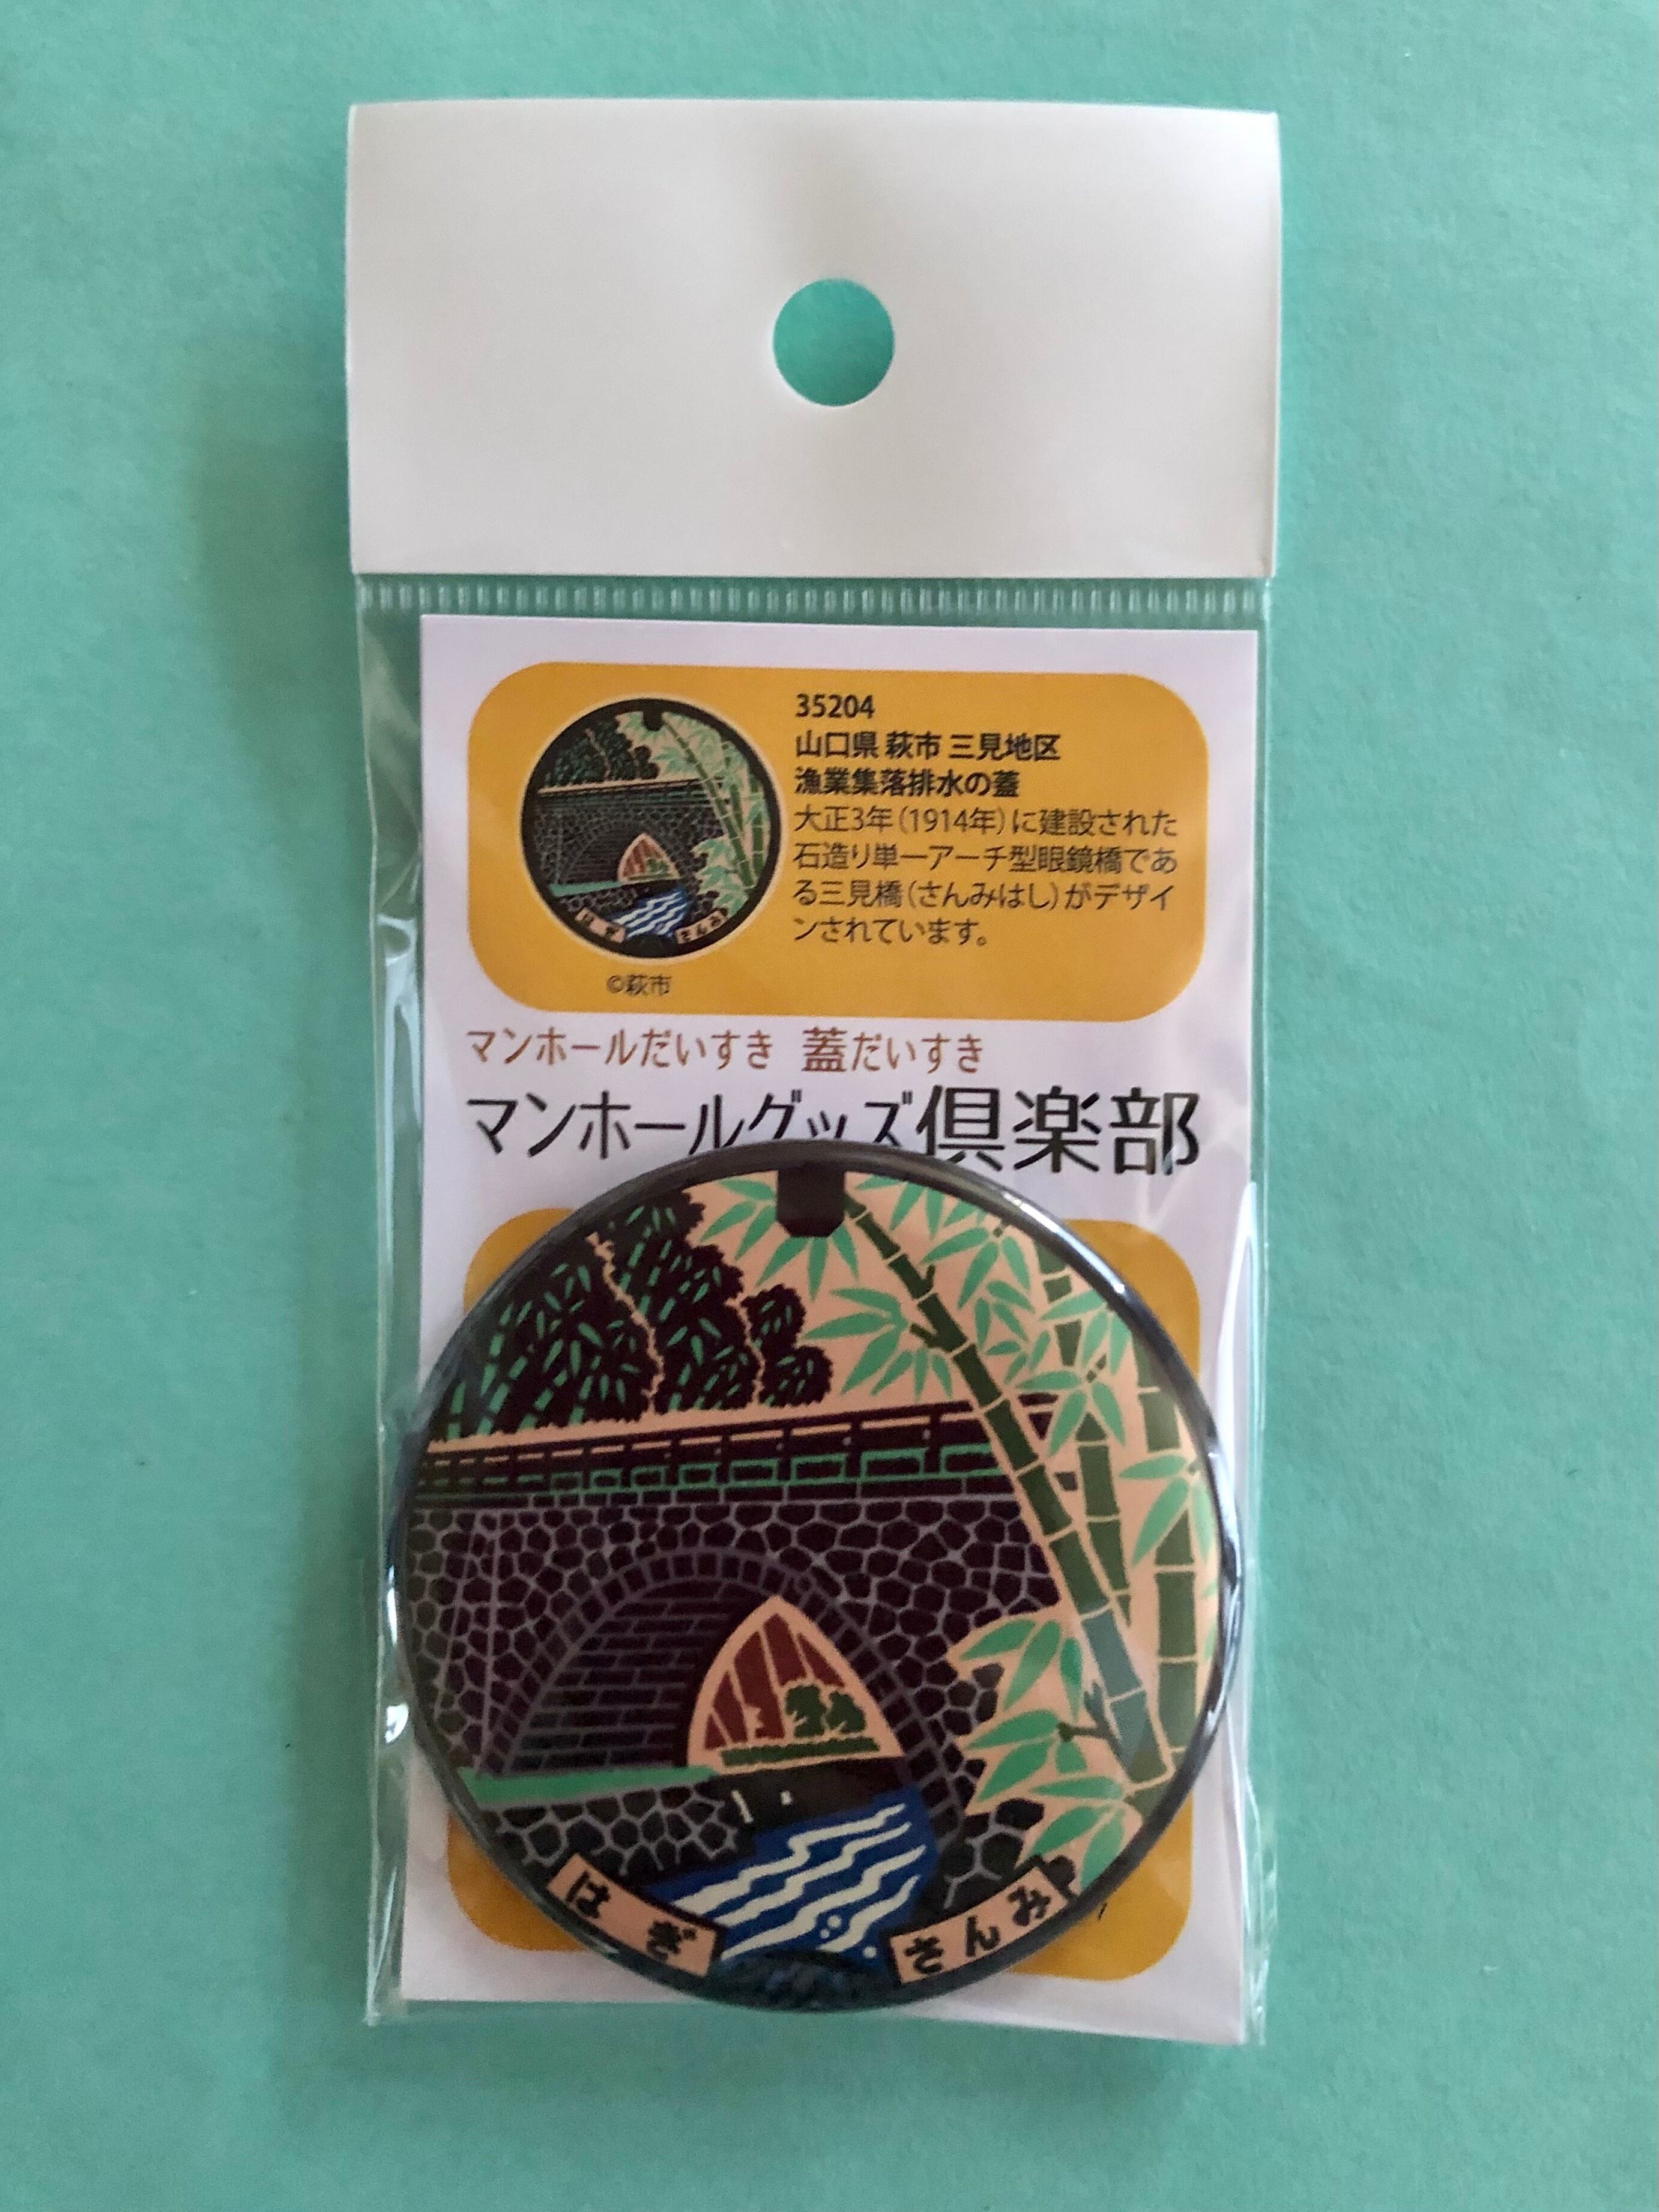 35204
山口県 萩市 三見地区
漁業集落排水の蓋
大正3年(1914年)に建設された
石造り単一アーチ型眼鏡橋であ
る三見橋(さんみはし)がデザイ
ンされています。
はぎ さんみ
©萩市
マンホールだいすき 蓋だいすき
マンホールグッズ倶楽部
はぎ さんみ